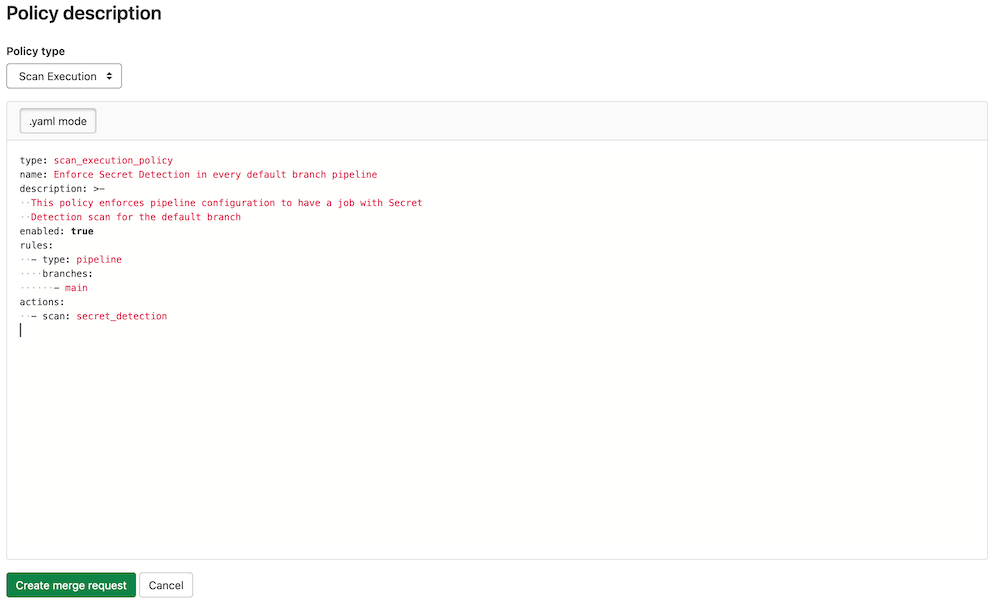 Policy description
Policy type
Scan Execution
.yaml mode
type: scan_execution_policy
name: Enforce Secret Detection in every default branch pipeline
description: >-
  This policy enforces pipeline configuration to have a job with Secret
  Detection scan for the default branch
enabled: true
rules:
  - type: pipeline
    branches:
      - main
actions:
  - scan: secret_detection
Create merge request Cancel